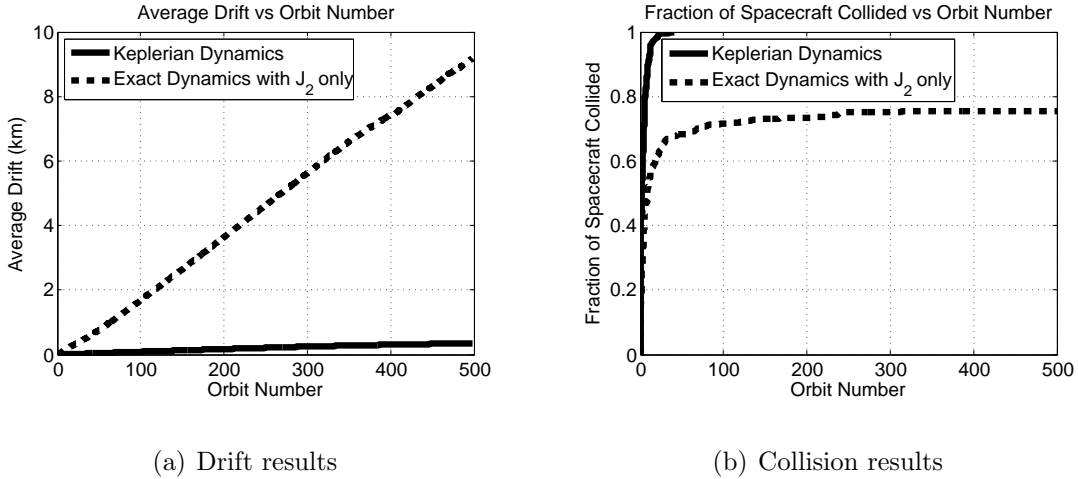 Average Drift vs Orbit Number
10
8
6
4
2
0
Average Drift (km)
Keplerian Dynamics
Exact Dynamics with J2 only
0 100 200 300 400 500
Orbit Number
(a) Drift results
Fraction of Spacecraft Collided vs Orbit Number
1
0.8
0.6
0.4
0.2
0
Fraction of Spacecraft Collided
Keplerian Dynamics
Exact Dynamics with J2 only
0 100 200 300 400 500
Orbit Number
(b) Collision results